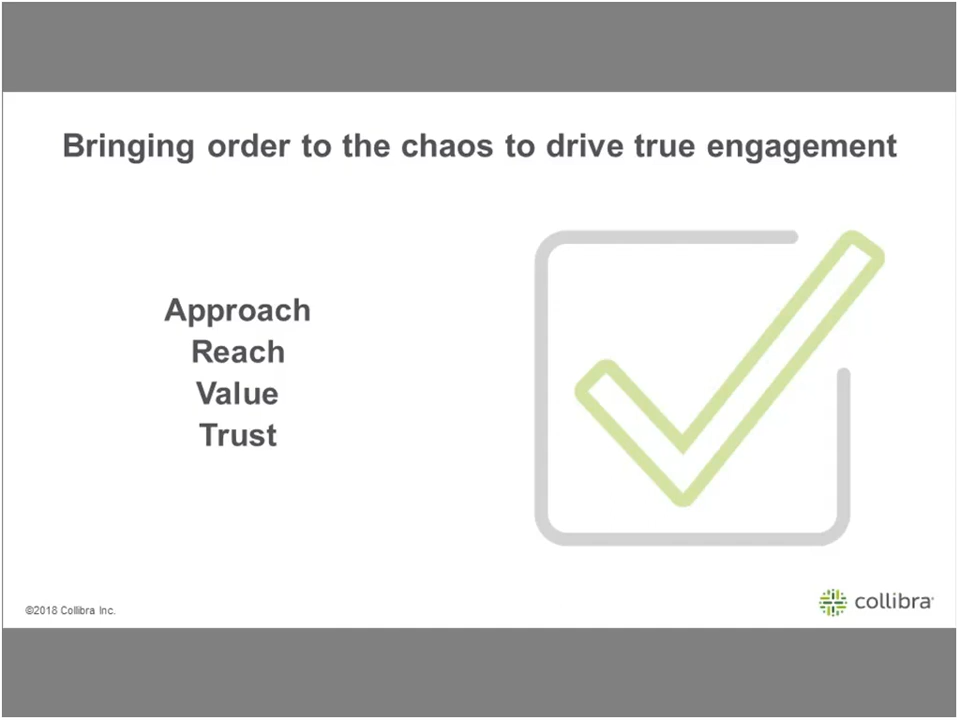 Bringing order to the chaos to drive true engagement
Approach
Reach
Value
Trust
©2018 Collibra Inc.
collibra